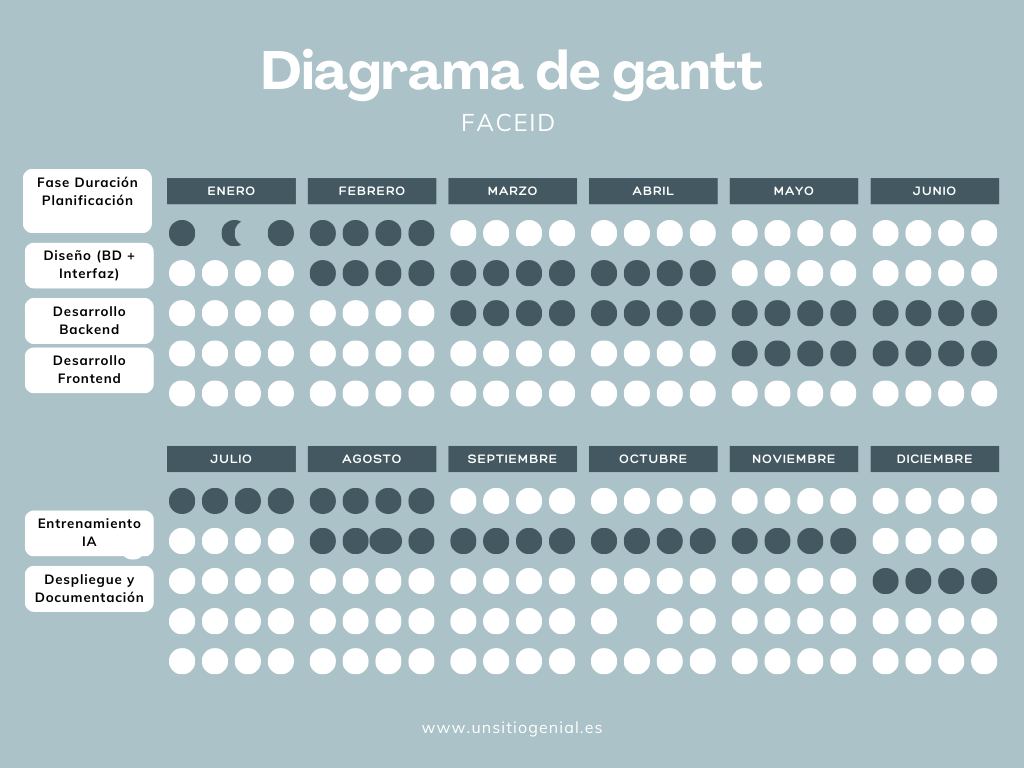 Diagrama de gantt
FACEID
Fase Duración
Planificación
ENERO
FEBRERO
MARZO
ABRIL
MAYO
JUNIO
Diseño (BD +
Interfaz)
Desarrollo
Backend
Desarrollo
Frontend
JULIO
AGOSTO
SEPTIEMBRE
OCTUBRE
NOVIEMBRE
DICIEMBRE
Entrenamiento
IA
Despliegue y
Documentación
www.unsitiogenial.es